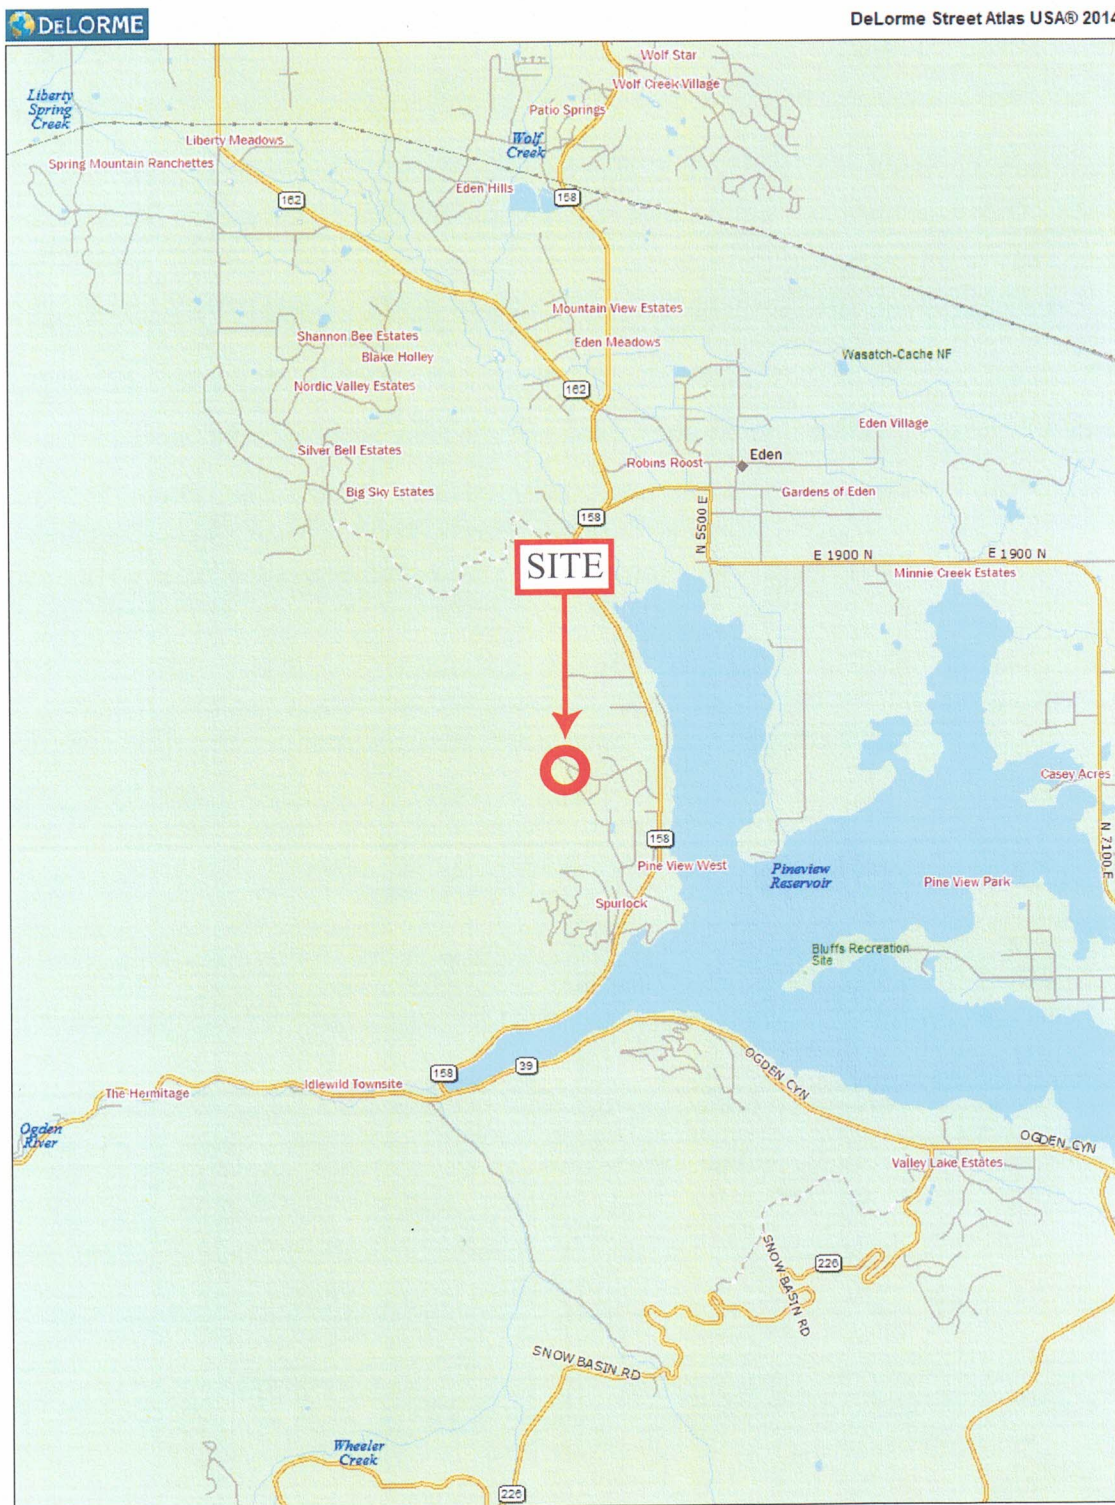 DELORME
DeLorme Street Atlas USA® 2014
Wolf Star
Wolf Creek Village
Liberty
Spring
Creek
Patio Springs
Liberty Meadows
Wolf
Creek
Spring Mountain Ranchettes
Eden Hills
162
158
Mountain View Estates
Shannon Bee Estates
Eden Meadows
Blake Holley
Wasatch-Cache NF
Nordic Valley Estates
162
Eden Village
Silver Bell Estates
Robins Roost
Eden
Big Sky Estates
Gardens of Eden
158
N 5500 E
SITE
E 1900 N
E 1900 N
Minnie Creek Estates
Casey Acres
158
N 7100 E
Pine View West
Pineview
Reservoir
Pine View Park
Spurlock
Bluffs Recreation
Site
39
158
OGDEN CYN
Idlewild Townsite
The Hermitage
Ogden
River
OGDEN CYN
Valley Lake Estates
226
SNOW BASIN RD
SNOW BASIN RD
Wheeler
Creek
226